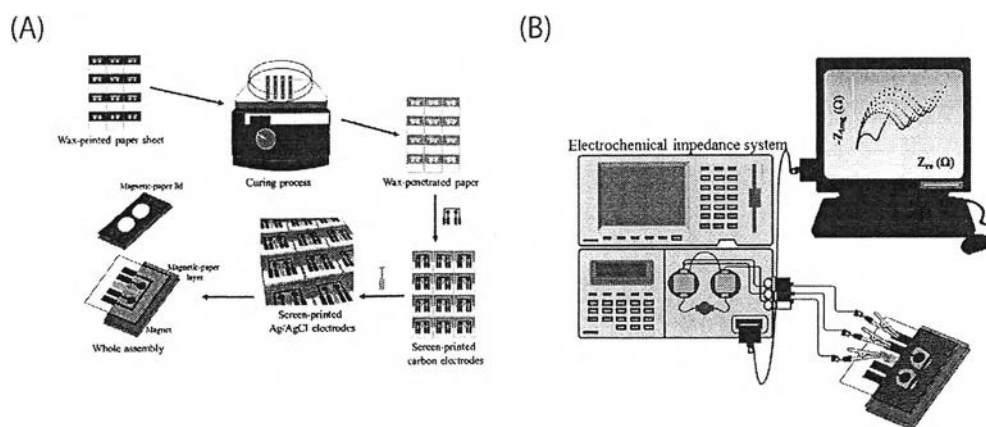 (A)
Wax-printed paper sheet
Curing process
Wax-penetrated paper
Magnetic-paper lid
Magnetic-paper
layer
Magnet
Whole assembly
Screen-printed
Ag/AgCl electrodes
Screen-printed
carbon electrodes
(B)
Electrochemical impedance system
-Zimg (Ω)
Zre (Ω)